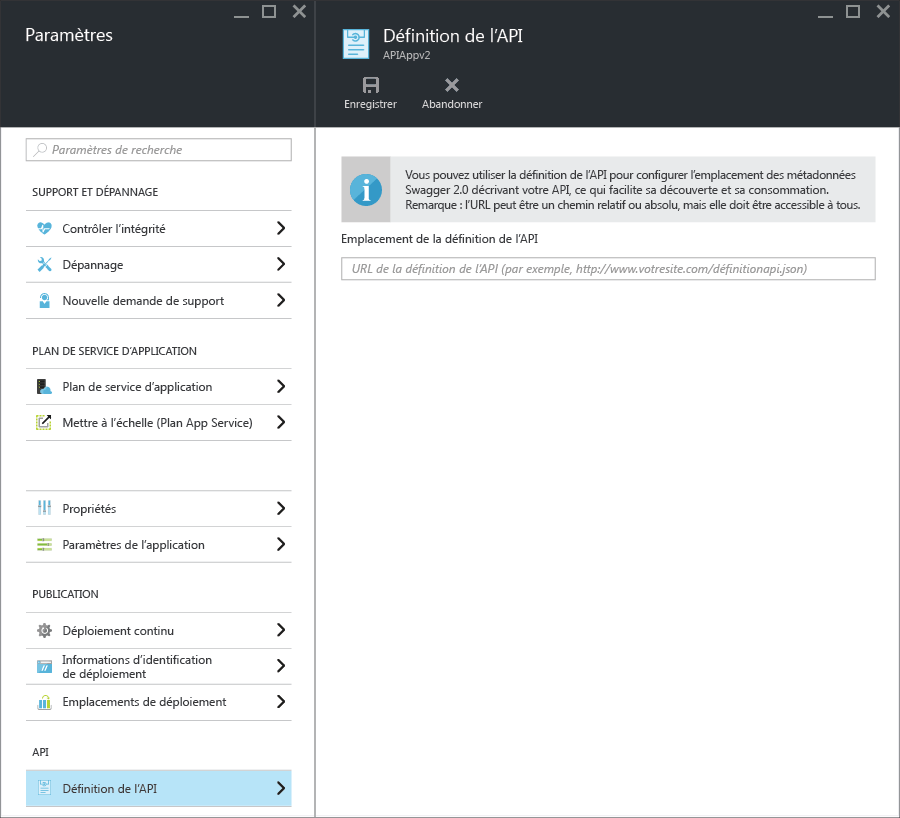 Paramètres
Paramètres de recherche
SUPPORT ET DÉPANNAGE
Contrôler l'intégrité
Dépannage
Nouvelle demande de support
PLAN DE SERVICE D'APPLICATION
Plan de service d'application
Mettre à l'échelle (Plan App Service)
Propriétés
Paramètres de l'application
PUBLICATION
Déploiement continu
Informations d'identification
de déploiement
Emplacements de déploiement
API
Définition de l'API
Définition de l'API
APIAppv2
Enregistrer Abandonner
Vous pouvez utiliser la définition de l'API pour configurer l'emplacement des métadonnées
Swagger 2.0 décrivant votre API, ce qui facilite sa découverte et sa consommation.
Remarque : l'URL peut être un chemin relatif ou absolu, mais elle doit être accessible à tous.
Emplacement de la définition de l'API
URL de la définition de l'API (par exemple, http://www.votresite.com/définitionapi.json)